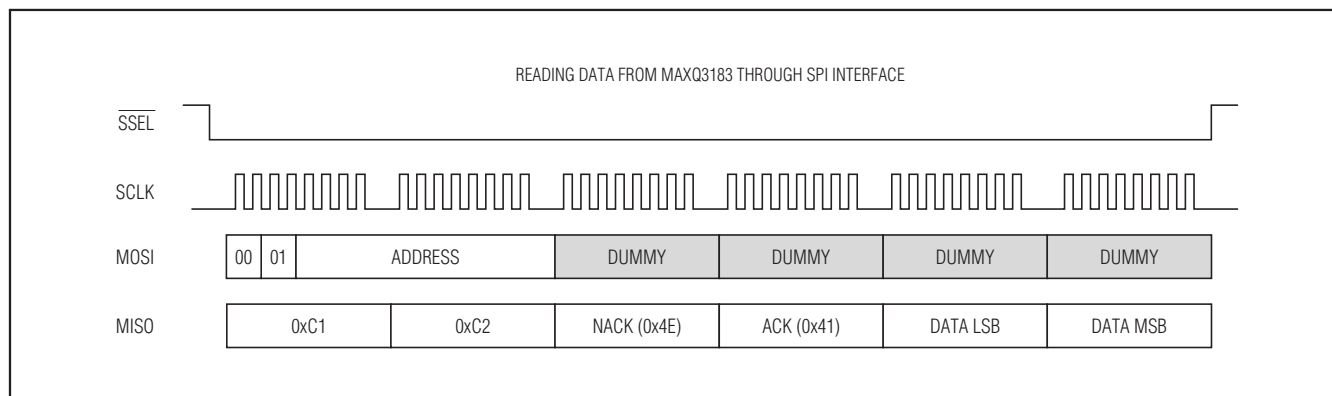 READING DATA FROM MAXQ3183 THROUGH SPI INTERFACE
SSEL
SCLK
MOSI 00 01 ADDRESS DUMMY DUMMY DUMMY DUMMY
MISO 0xC1 0xC2 NACK (0x4E) ACK (0x41) DATA LSB DATA MSB